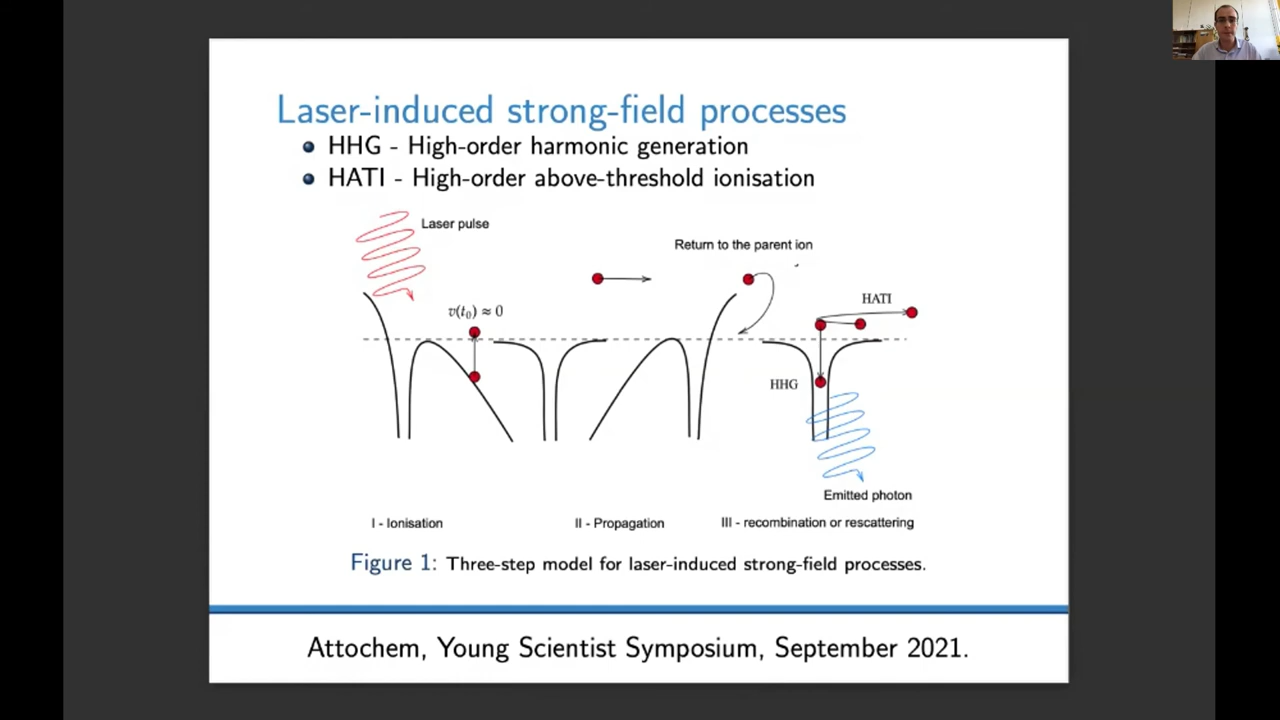 Laser-induced strong-field processes
HHG - High-order harmonic generation
HATI - High-order above-threshold ionisation
Laser pulse
Return to the parent ion
HATI
v(t₀) ≈ 0
HHG
Emitted photon
I - Ionisation
II - Propagation
III - recombination or rescattering
Figure 1: Three-step model for laser-induced strong-field processes.
Attochem, Young Scientist Symposium, September 2021.